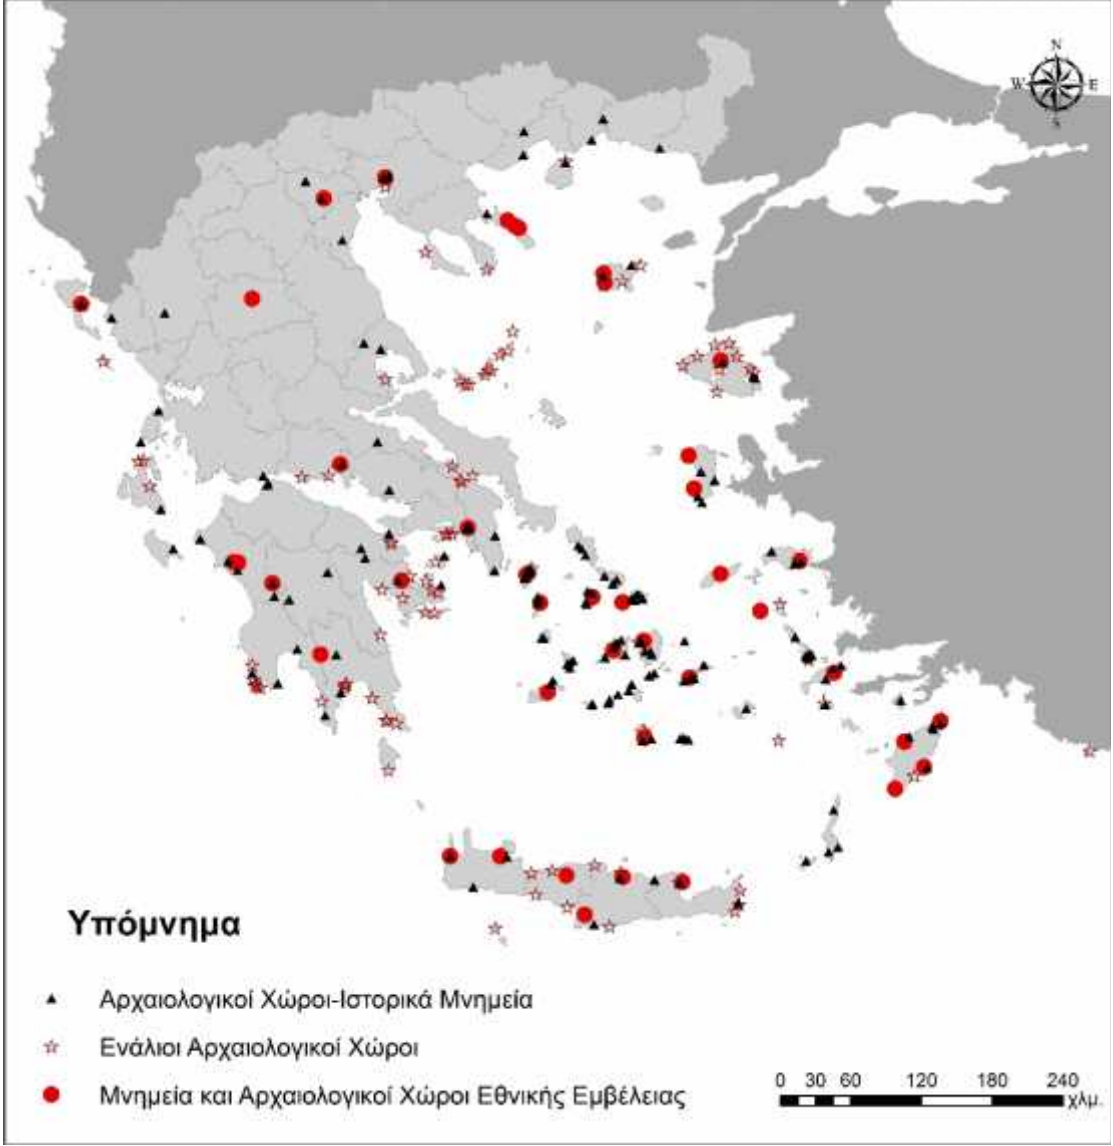 N
W E
S
Υπόμνημα
Αρχαιολογικοί Χώροι-Ιστορικά Μνημεία
Ενάλιοι Αρχαιολογικοί Χώροι
Μνημεία και Αρχαιολογικοί Χώροι Εθνικής Εμβέλειας
0 30 60 120 180 240
χλμ.